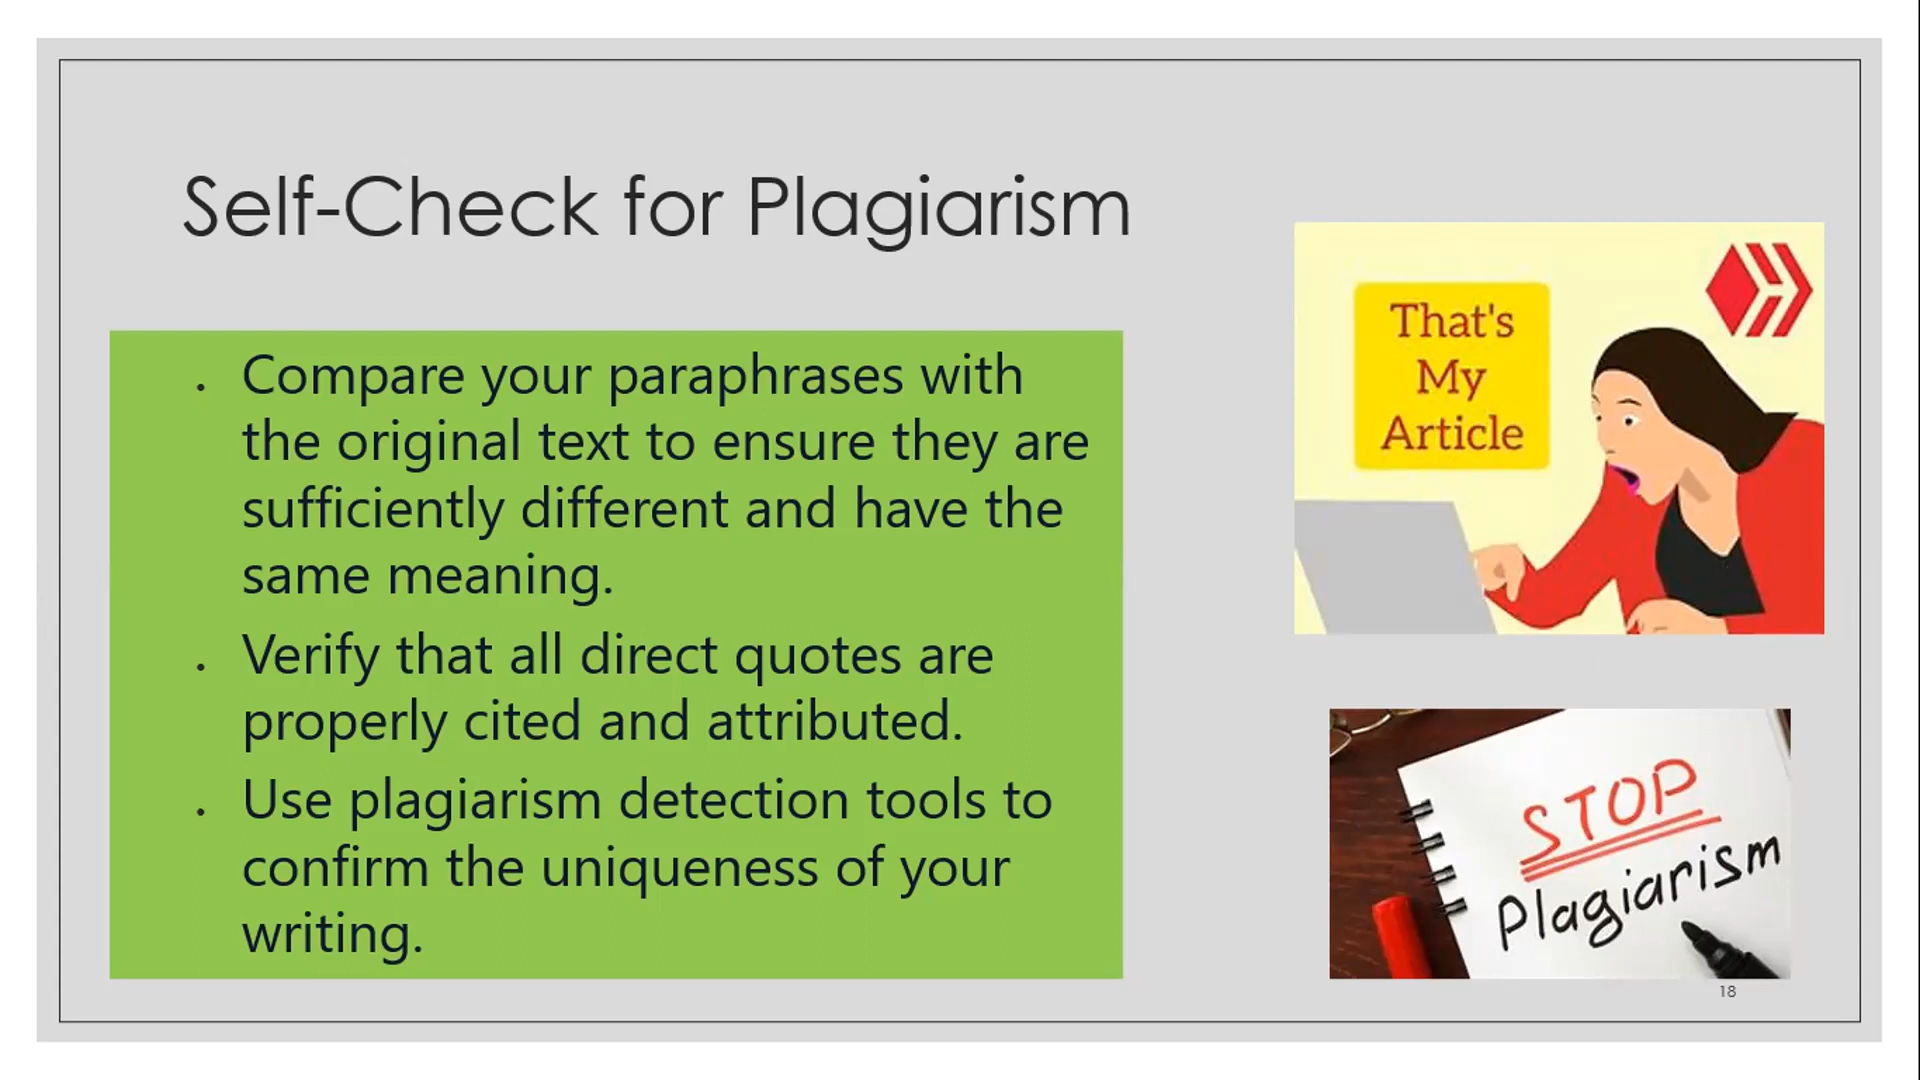 Self-Check for Plagiarism
Compare your paraphrases with
the original text to ensure they are
sufficiently different and have the
same meaning.
Verify that all direct quotes are
properly cited and attributed.
Use plagiarism detection tools to
confirm the uniqueness of your
writing.
That's
My
Article
STOP
Plagiarism
18